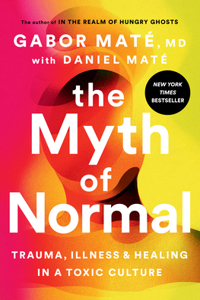 The author of IN THE REALM OF HUNGRY GHOSTS
GABOR MATÉ, MD
with DANIEL MATÉ
NEW YORK
TIMES
BESTSELLER
the
Myth
of
Normal
TRAUMA, ILLNESS & HEALING
IN A TOXIC CULTURE